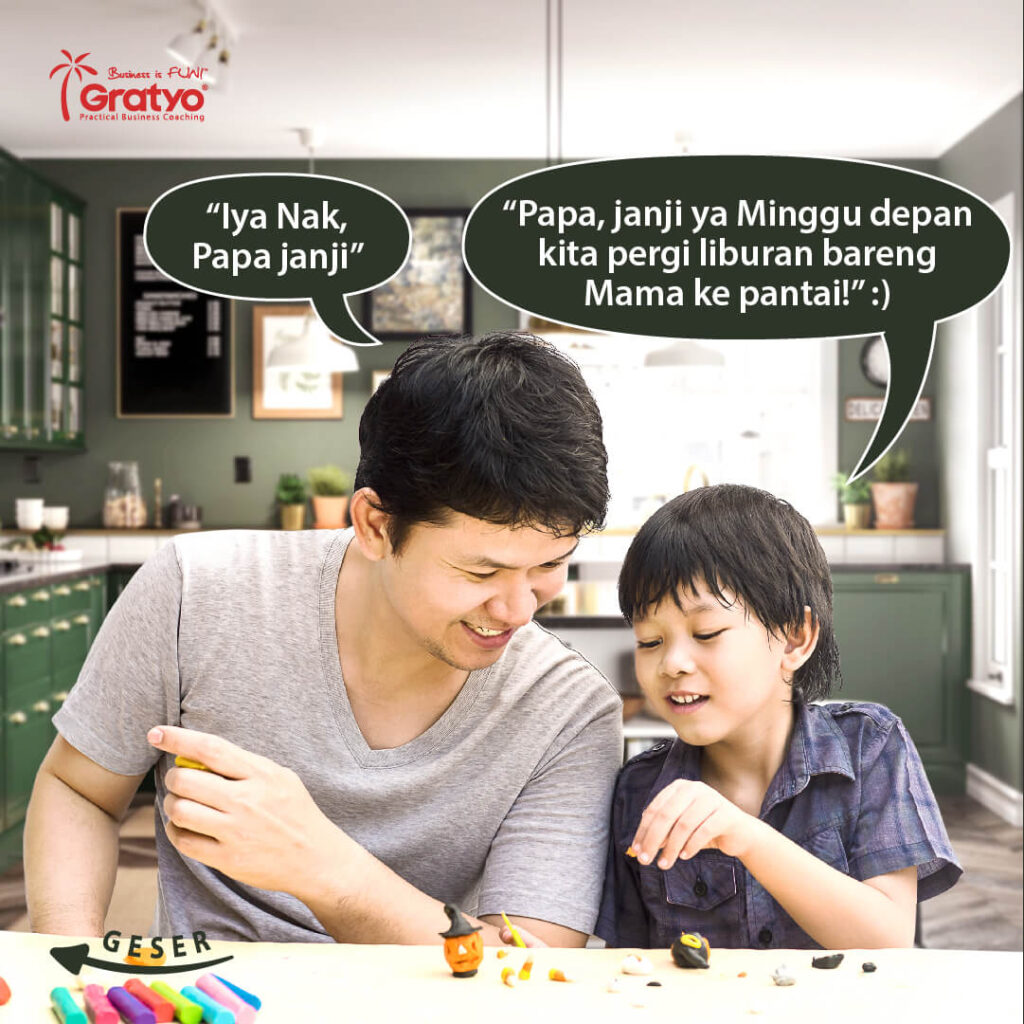 Business is FUN!
Gratyo®
Practical Business Coaching
“Iya Nak,
Papa janji”
“Papa, janji ya Minggu depan
kita pergi liburan bareng
Mama ke pantai!” :)
GESER